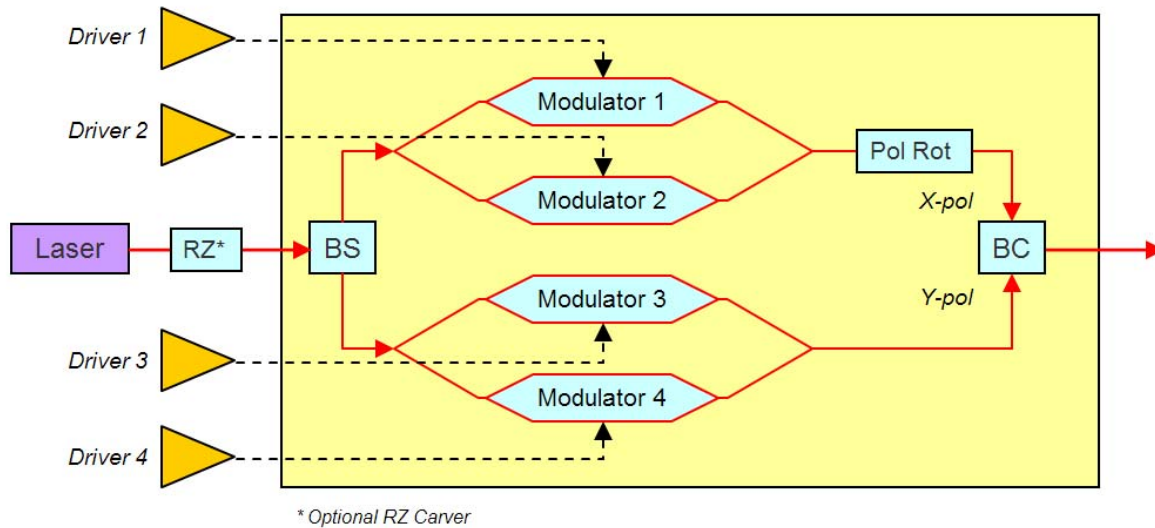 Driver 1
Modulator 1
Driver 2
Pol Rot
Modulator 2
X-pol
Laser
RZ*
BS
BC
Modulator 3
Y-pol
Driver 3
Modulator 4
Driver 4
* Optional RZ Carver